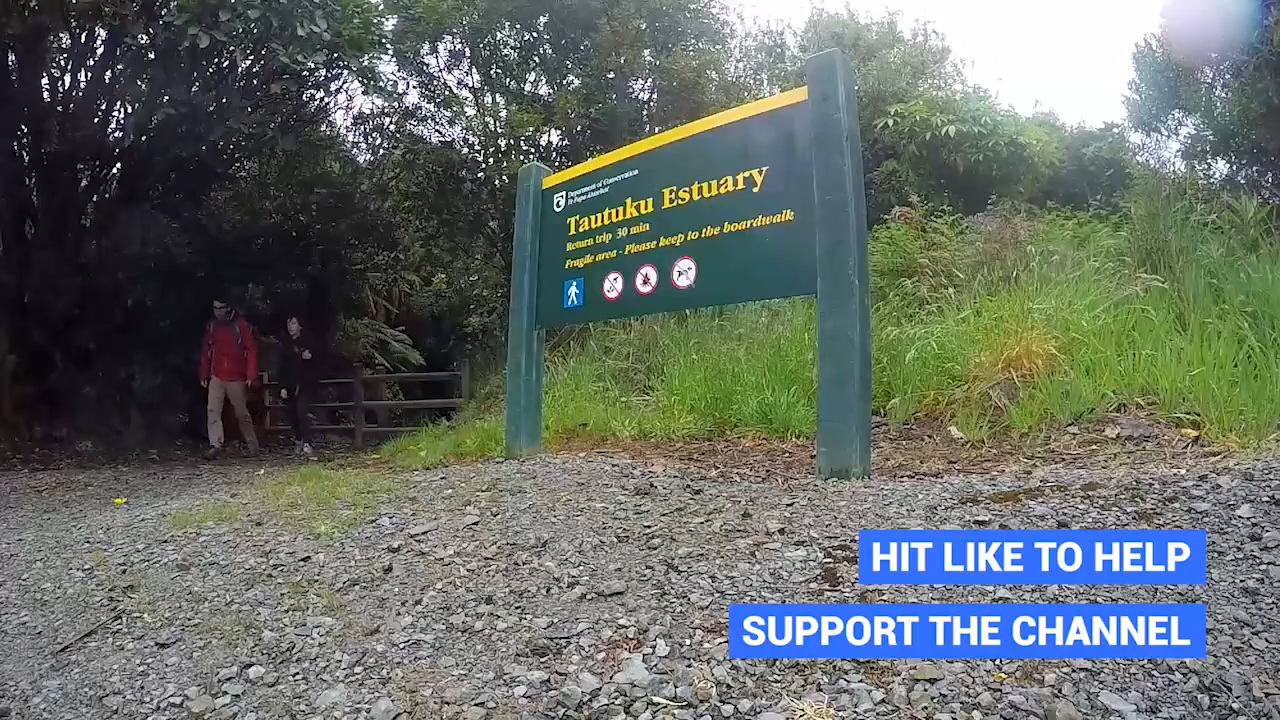 Department of Conservation
Te Papa Atawhai
Tautuku Estuary
Return trip 30 min
Fragile area - Please keep to the boardwalk
HIT LIKE TO HELP
SUPPORT THE CHANNEL